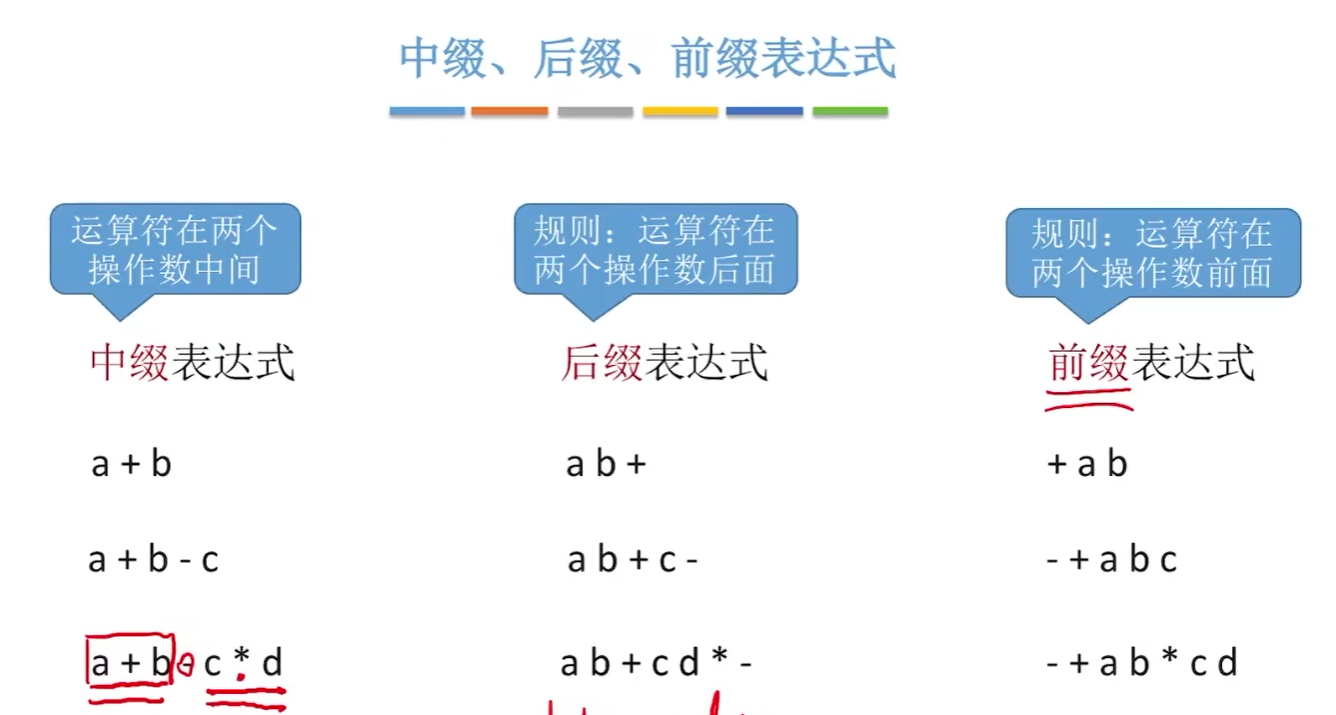 中缀、后缀、前缀表达式
运算符在两个
操作数中间
规则：运算符在
两个操作数后面
规则：运算符在
两个操作数前面
中缀表达式
后缀表达式
前缀表达式
a + b
a b +
+ a b
a + b - c
a b + c -
- + a b c
a + b - c * d
a b + c d * -
- + a b * c d